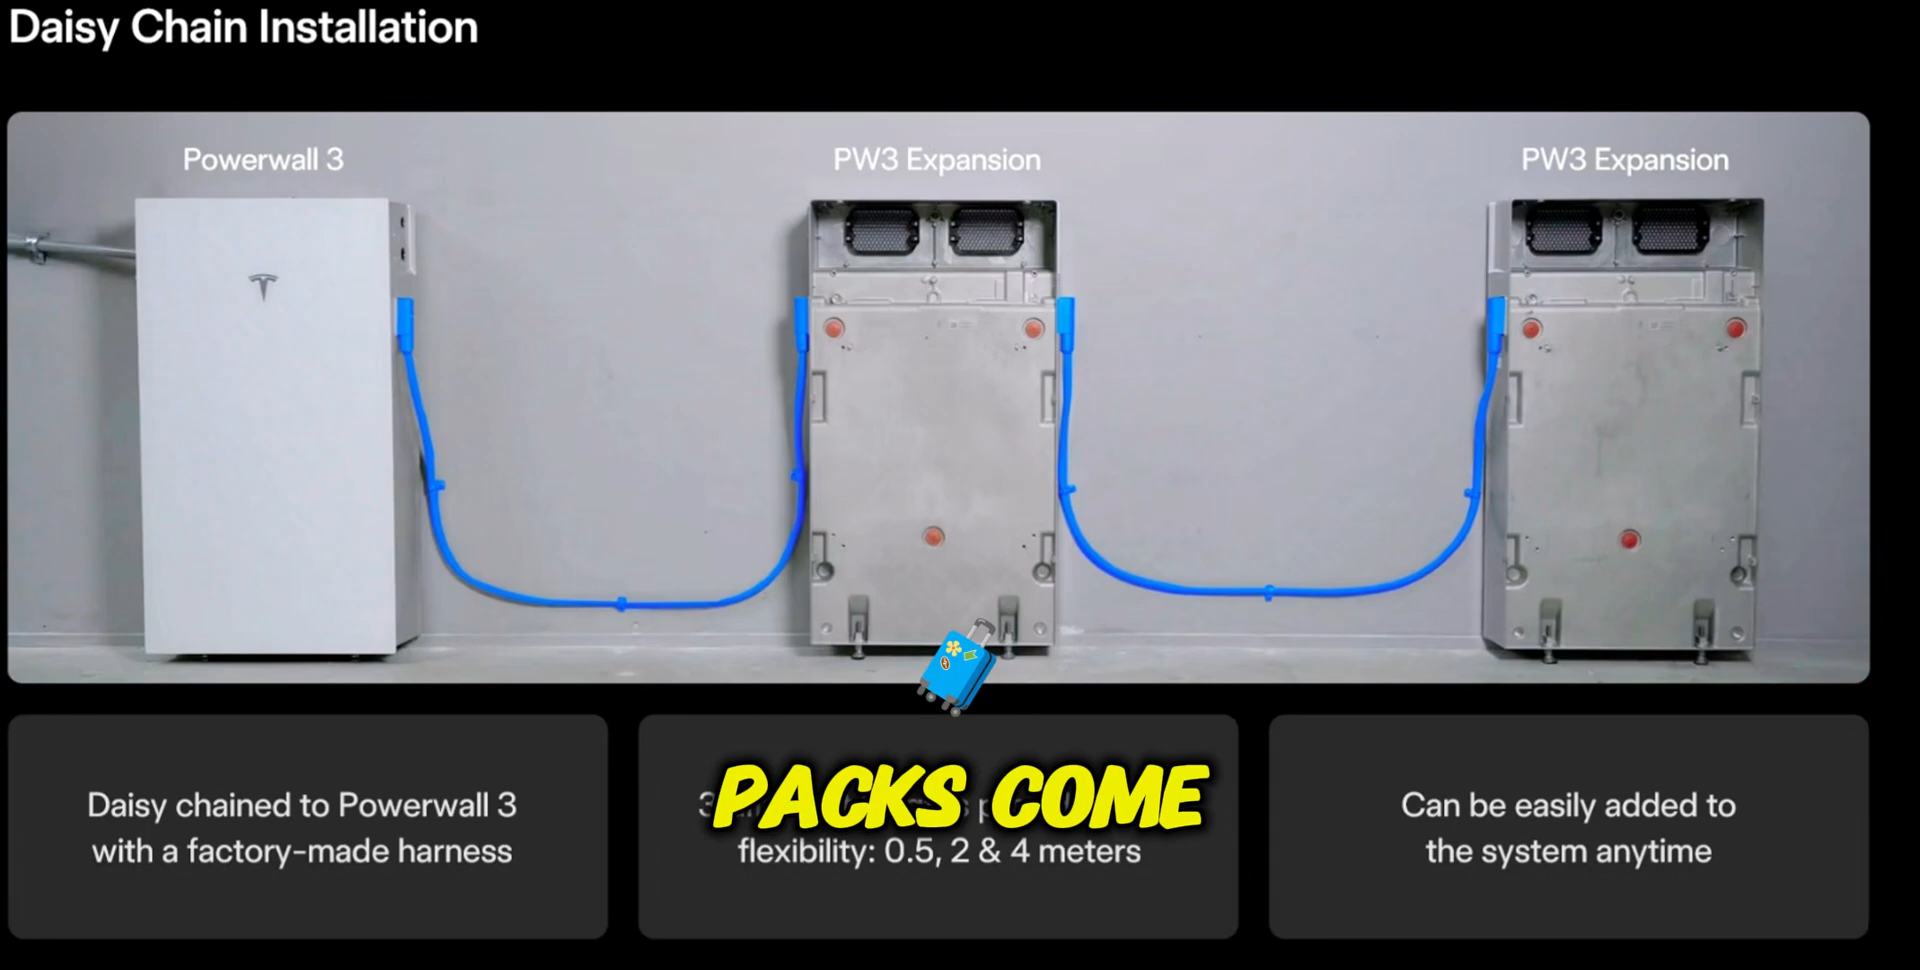 Daisy Chain Installation
Powerwall 3
PW3 Expansion
PW3 Expansion
Daisy chained to Powerwall 3
with a factory-made harness
PACKS COME
flexibility: 0.5, 2 & 4 meters
Can be easily added to
the system anytime